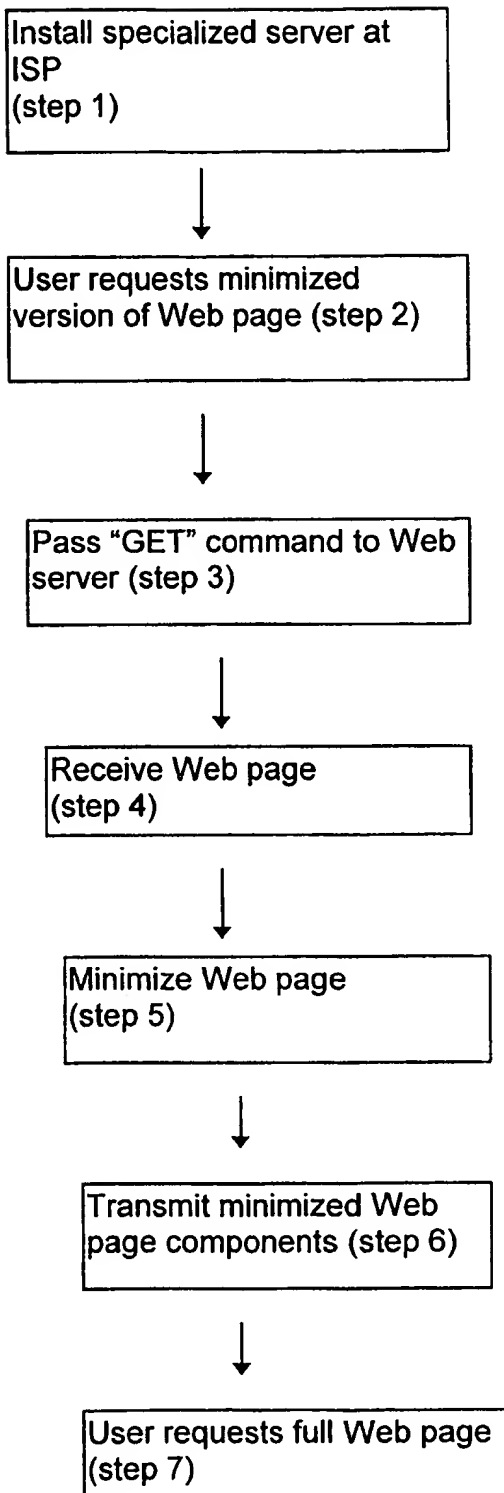 Install specialized server at
ISP
(step 1)
User requests minimized
version of Web page (step 2)
Pass “GET” command to Web
server (step 3)
Receive Web page
(step 4)
Minimize Web page
(step 5)
Transmit minimized Web
page components (step 6)
User requests full Web page
(step 7)